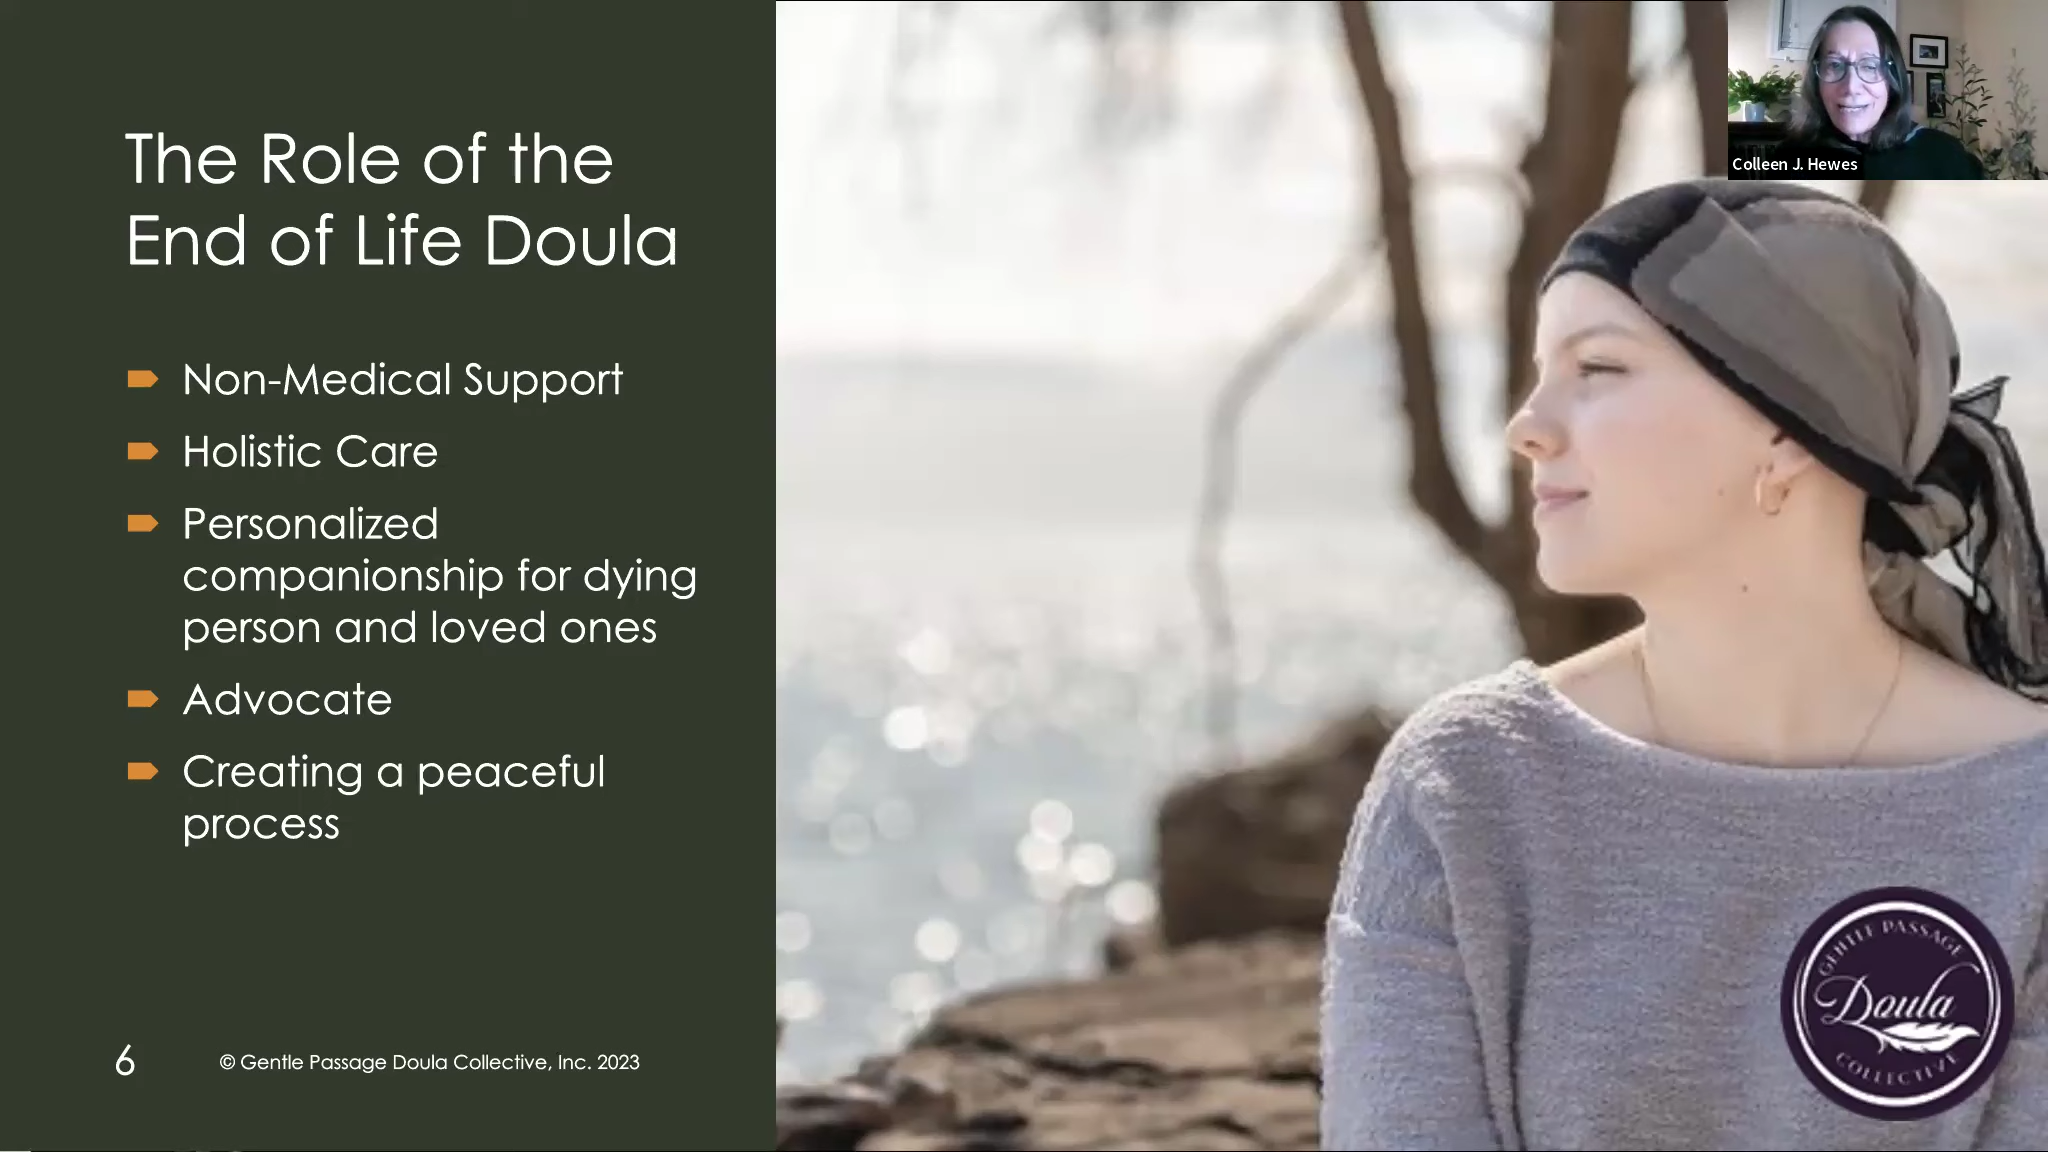 The Role of the
End of Life Doula
Non-Medical Support
Holistic Care
Personalized
companionship for dying
person and loved ones
Advocate
Creating a peaceful
process
6
© Gentle Passage Doula Collective, Inc. 2023
Colleen J. Hewes
GENTLE PASSAGE
Doula
COLLECTIVE